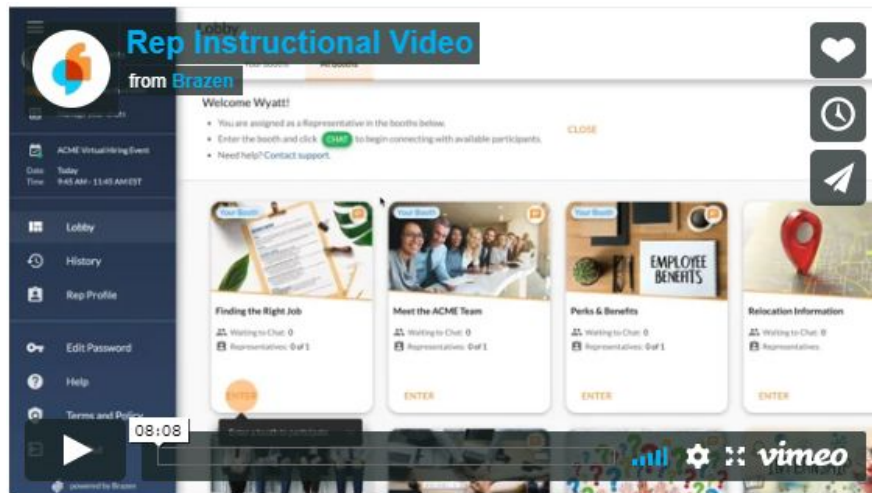 Rep Instructional Video
from Brazen
Lobby
All Booths
Welcome Wyatt!
• You are assigned as a Representative in the booths below.
• Enter the booth and click CHAT to begin connecting with available participants.
• Need help? Contact support.
CLOSE
ACME Virtual Hiring Event
Date: Today
Time: 9:45 AM - 11:45 AM EST
Lobby
History
Rep Profile
Edit Password
Help
Terms and Policy
powered by Brazen
Your Booth
Your Booth
Your Booth
EMPLOYEE
BENEFITS
Finding the Right Job
Waiting to Chat: 0
Representatives: 0 of 1
ENTER
Meet the ACME Team
Waiting to Chat: 0
Representatives: 0 of 1
ENTER
Perks & Benefits
Waiting to Chat: 0
Representatives: 0 of 1
ENTER
Relocation Information
Waiting to Chat: 0
Representatives:
ENTER
Enter a booth to participate
08:08
vimeo